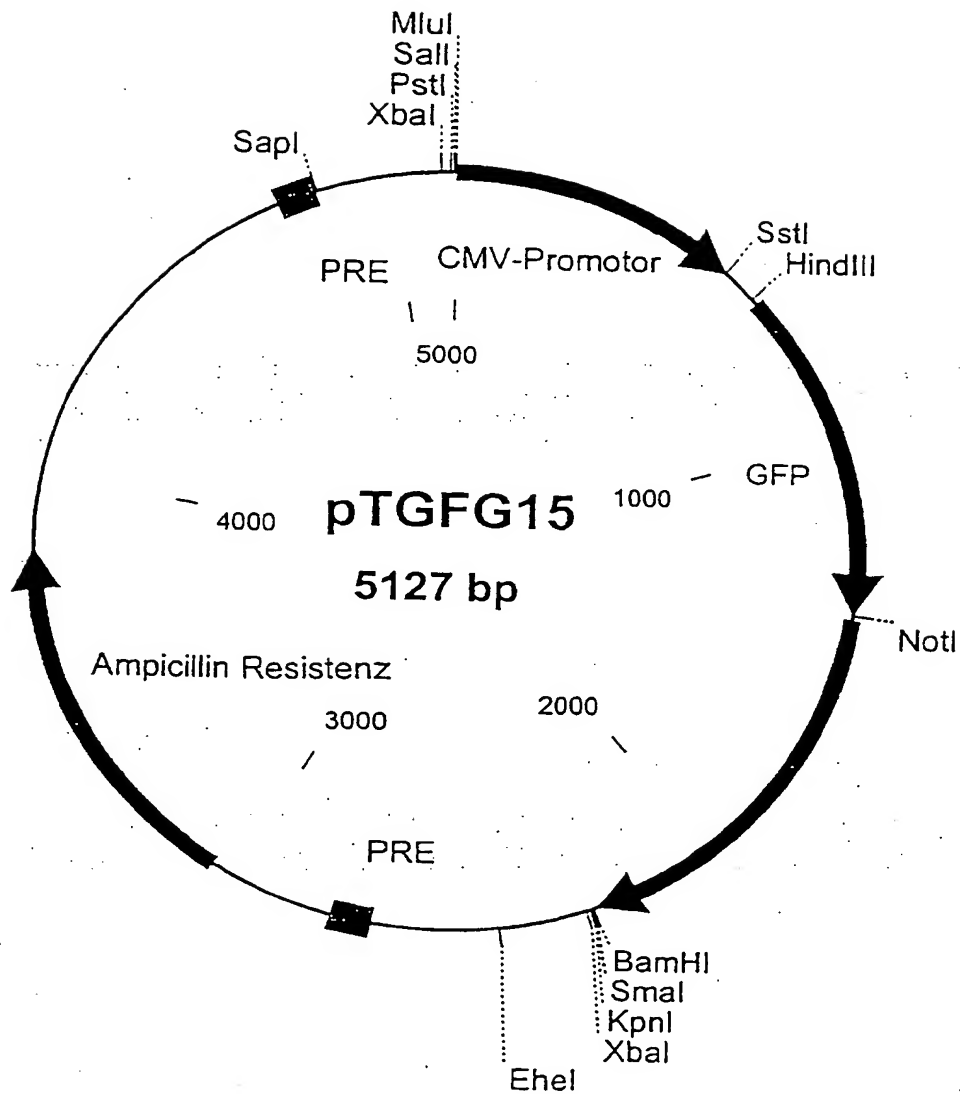 MluI
SalI
PstI
XbaI
SapI
SstI
HindIII
PRE
CMV-Promotor
5000
GFP
1000
4000
pTGFG15
5127 bp
NotI
Ampicillin Resistenz
3000
2000
PRE
BamHI
SmaI
KpnI
XbaI
EheI